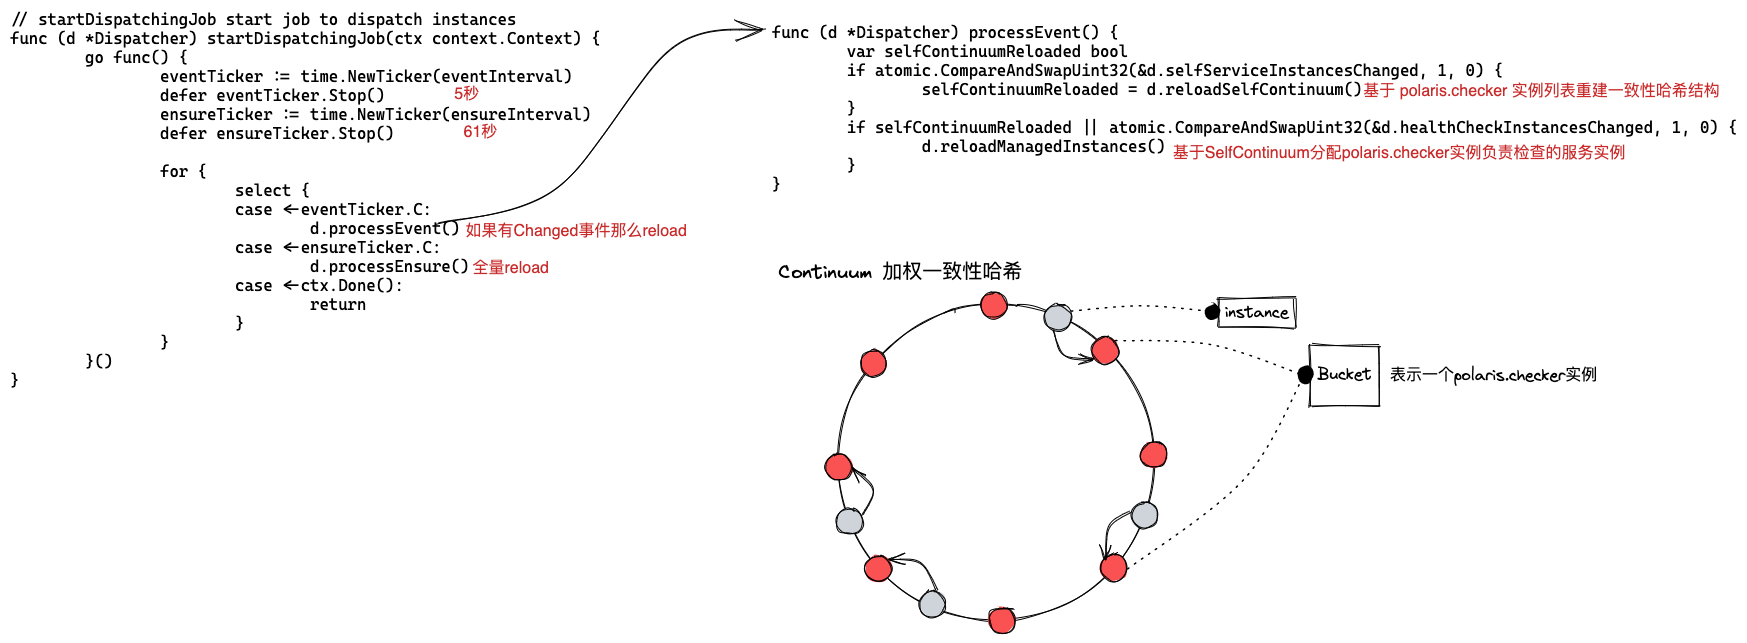 // startDispatchingJob start job to dispatch instances
func (d *Dispatcher) startDispatchingJob(ctx context.Context) {
go func() {
eventTicker := time.NewTicker(eventInterval)
defer eventTicker.Stop() 5秒
ensureTicker := time.NewTicker(ensureInterval)
defer ensureTicker.Stop() 61秒
for {
select {
case <-eventTicker.C:
d.processEvent() 如果有Changed事件那么reload
case <-ensureTicker.C:
d.processEnsure() 全量reload
case <-ctx.Done():
return
}
}
}()
}
func (d *Dispatcher) processEvent() {
var selfContinuumReloaded bool
if atomic.CompareAndSwapUint32(&d.selfServiceInstancesChanged, 1, 0) {
selfContinuumReloaded = d.reloadSelfContinuum() 基于 polaris.checker 实例列表重建一致性哈希结构
}
if selfContinuumReloaded || atomic.CompareAndSwapUint32(&d.healthCheckInstancesChanged, 1, 0) {
d.reloadManagedInstances() 基于SelfContinuum分配polaris.checker实例负责检查的服务实例
}
}
Continuum 加权一致性哈希
instance
Bucket 表示一个polaris.checker实例